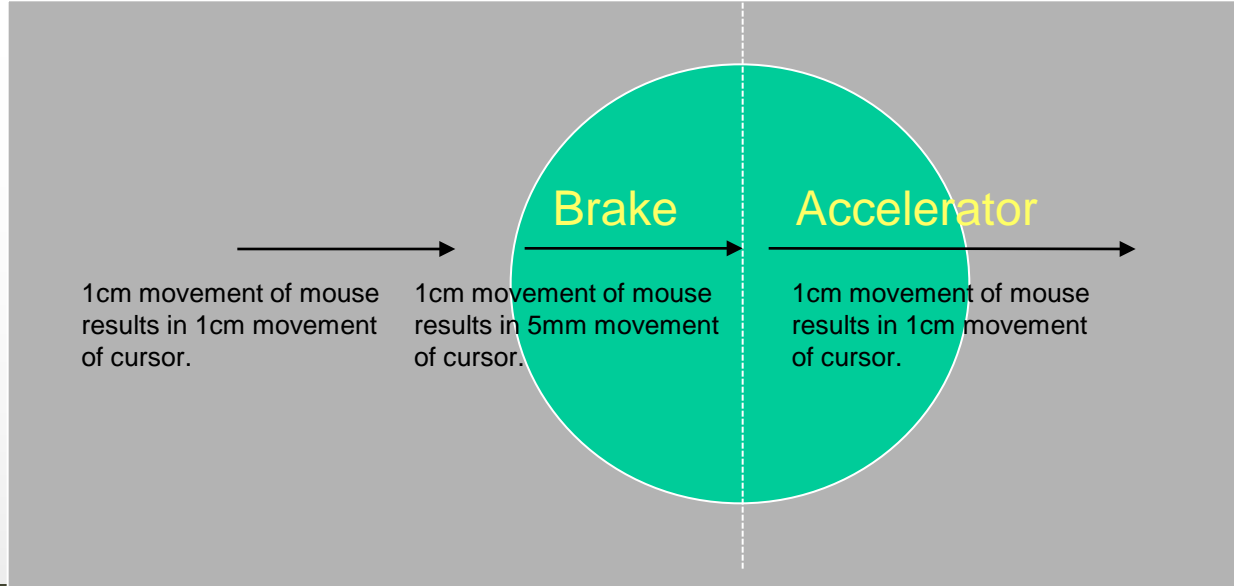 Brake
Accelerator
1cm movement of mouse
results in 1cm movement
of cursor.
1cm movement of mouse
results in 5mm movement
of cursor.
1cm movement of mouse
results in 1cm movement
of cursor.